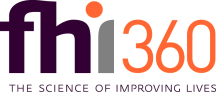 fhi360
THE SCIENCE OF IMPROVING LIVES